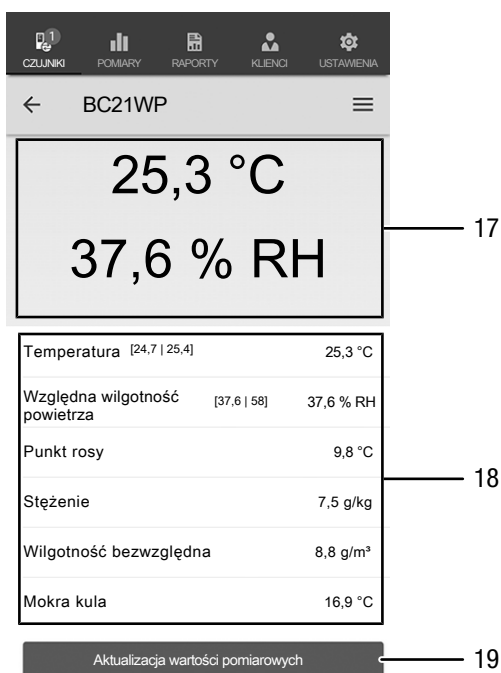 1
CZUJNIKI POMIARY RAPORTY KLIENCI USTAWIENIA
BC21WP
25,3 °C
37,6 % RH
17
Temperatura [24,7 | 25,4] 25,3 °C
Względna wilgotność
powietrza [37,6 | 58] 37,6 % RH
Punkt rosy 9,8 °C
18
Stężenie 7,5 g/kg
Wilgotność bezwzględna 8,8 g/m³
Mokra kula 16,9 °C
Aktualizacja wartości pomiarowych 19